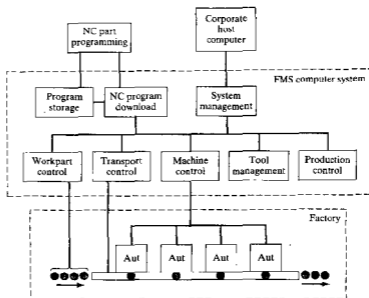 NC part
programming
Corporate
host
computer
FMS computer system
Program
storage
NC program
download
System
management
Workpart
control
Transport
control
Machine
control
Tool
management
Production
control
Factory
Aut
Aut
Aut
Aut